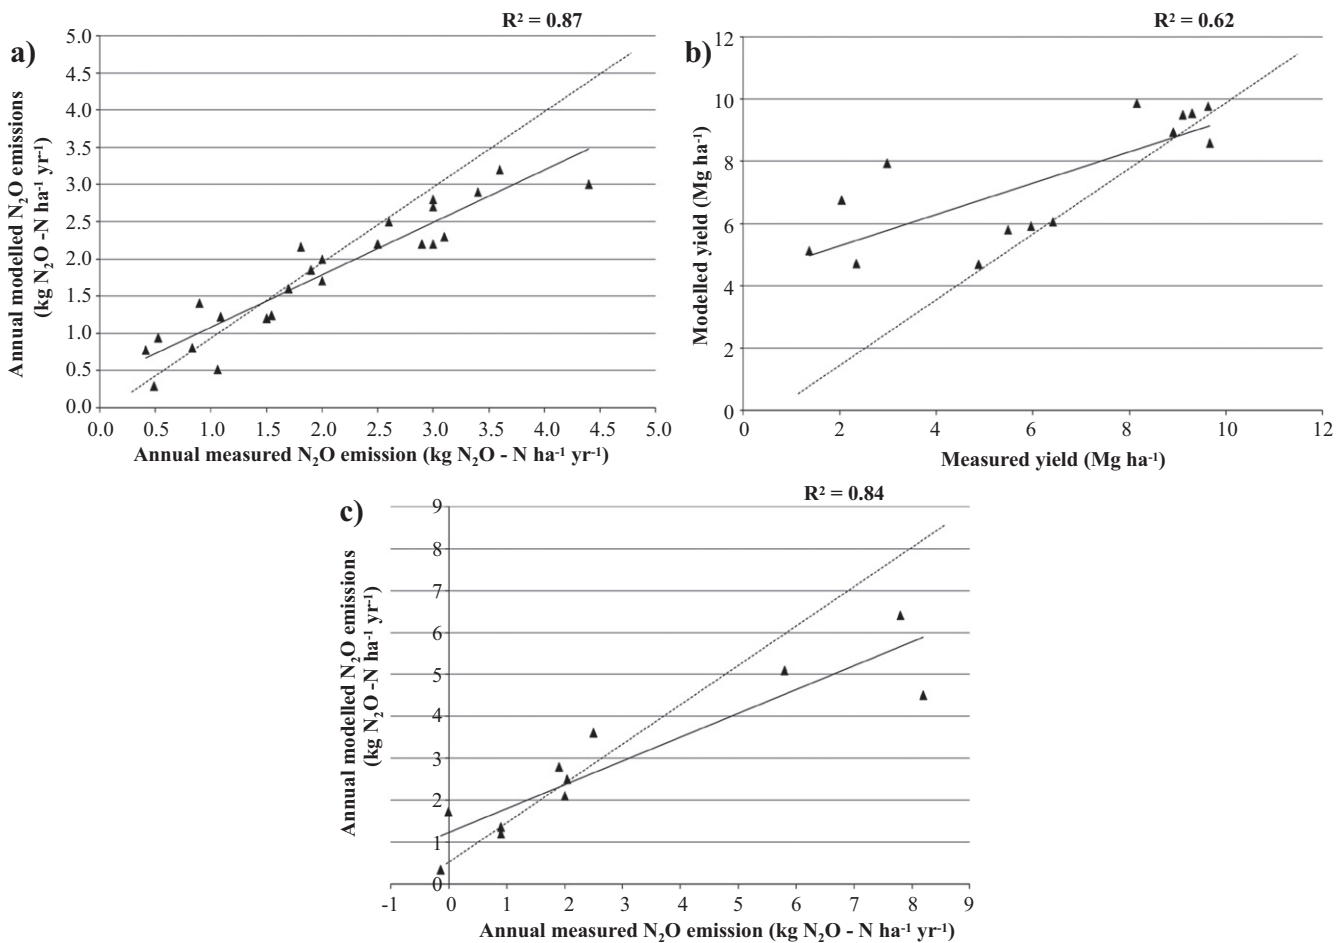 R² = 0.87
a)
Annual modelled N₂O emissions
(kg N₂O -N ha⁻¹ yr⁻¹)
5.0
4.5
4.0
3.5
3.0
2.5
2.0
1.5
1.0
0.5
0.0
0.0 0.5 1.0 1.5 2.0 2.5 3.0 3.5 4.0 4.5 5.0
Annual measured N₂O emission (kg N₂O - N ha⁻¹ yr⁻¹)
R² = 0.62
b)
Modelled yield (Mg ha⁻¹)
12
10
8
6
4
2
0
0 2 4 6 8 10 12
Measured yield (Mg ha⁻¹)
R² = 0.84
c)
Annual modelled N₂O emissions
(kg N₂O -N ha⁻¹ yr⁻¹)
9
8
7
6
5
4
3
2
1
0
-1 0 1 2 3 4 5 6 7 8 9
Annual measured N₂O emission (kg N₂O - N ha⁻¹ yr⁻¹)